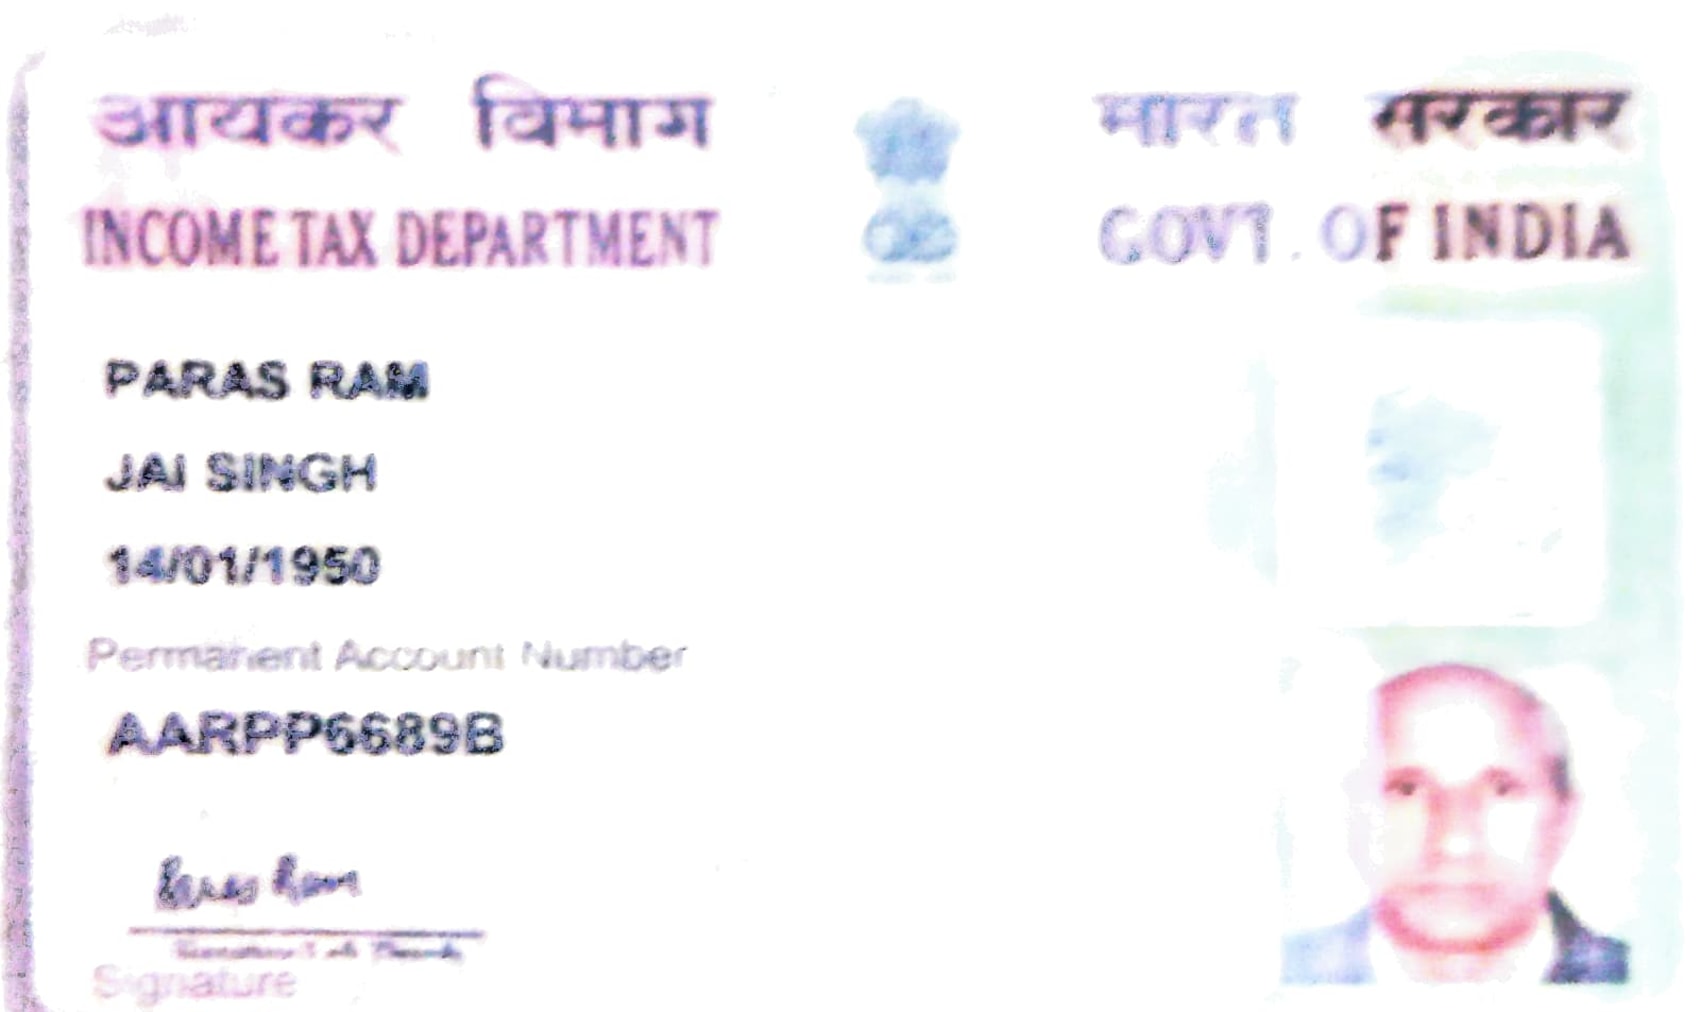 आयकर विभाग
भारत सरकार
INCOME TAX DEPARTMENT
GOVT. OF INDIA
PARAS RAM
JAI SINGH
14/01/1950
Permanent Account Number
AARPP6689B
Paras Ram
Signature